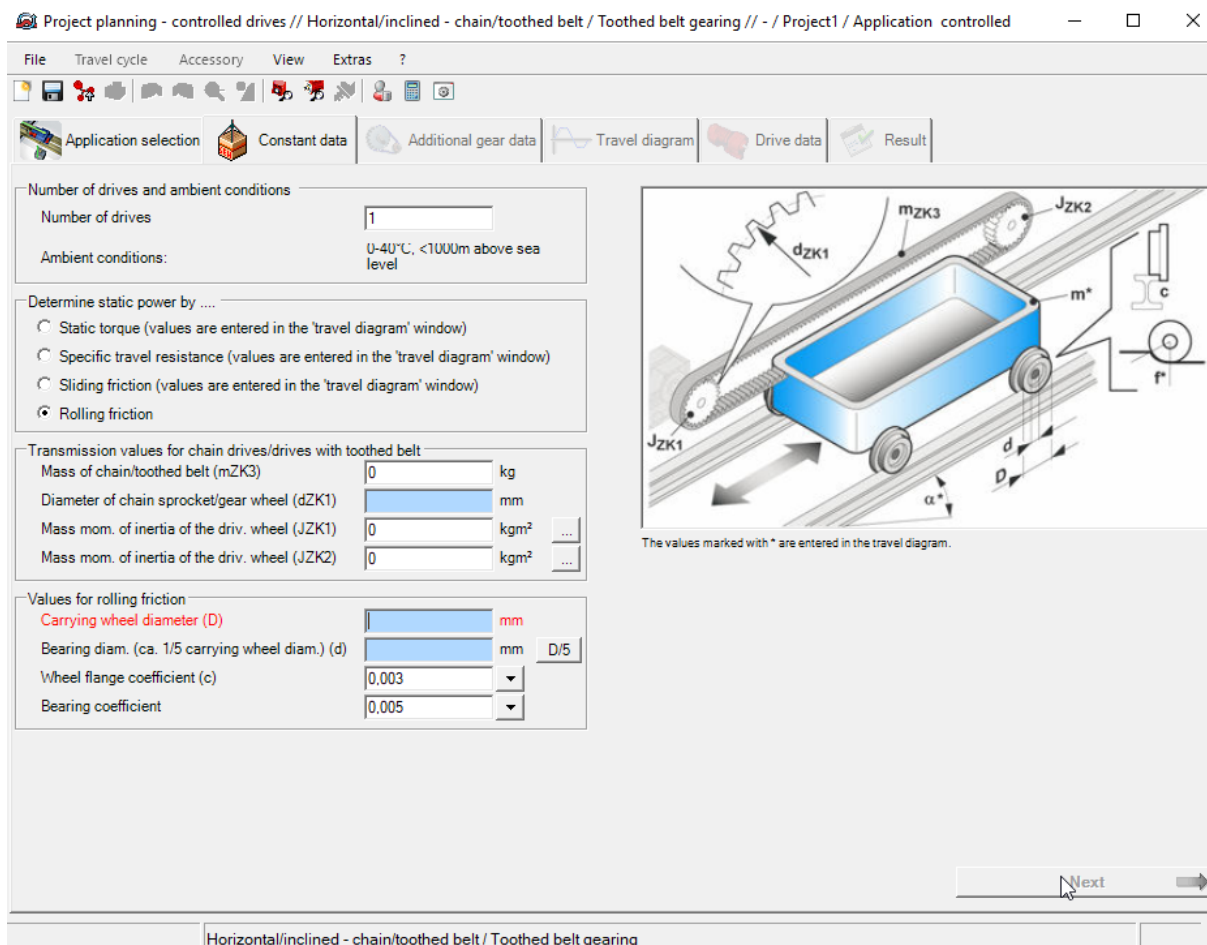 Project planning - controlled drives // Horizontal/inclined - chain/toothed belt / Toothed belt gearing // - / Project1 / Application controlled
File Travel cycle Accessory View Extras ?
Application selection Constant data Additional gear data Travel diagram Drive data Result
Number of drives and ambient conditions
Number of drives 1
Ambient conditions: 0-40°C, <1000m above sea
level
Determine static power by ....
Static torque (values are entered in the 'travel diagram' window)
Specific travel resistance (values are entered in the 'travel diagram' window)
Sliding friction (values are entered in the 'travel diagram' window)
Rolling friction
Transmission values for chain drives/drives with toothed belt
Mass of chain/toothed belt (mZK3) 0 kg
Diameter of chain sprocket/gear wheel (dZK1) mm
Mass mom. of inertia of the driv. wheel (JZK1) 0 kgm² ...
Mass mom. of inertia of the driv. wheel (JZK2) 0 kgm² ...
Values for rolling friction
Carrying wheel diameter (D) mm
Bearing diam. (ca. 1/5 carrying wheel diam.) (d) mm D/5
Wheel flange coefficient (c) 0,003
Bearing coefficient 0,005
mZK3
JZK2
dZK1
m*
c
f*
JZK1
d
D
α*
The values marked with * are entered in the travel diagram.
Next
Horizontal/inclined - chain/toothed belt / Toothed belt gearing